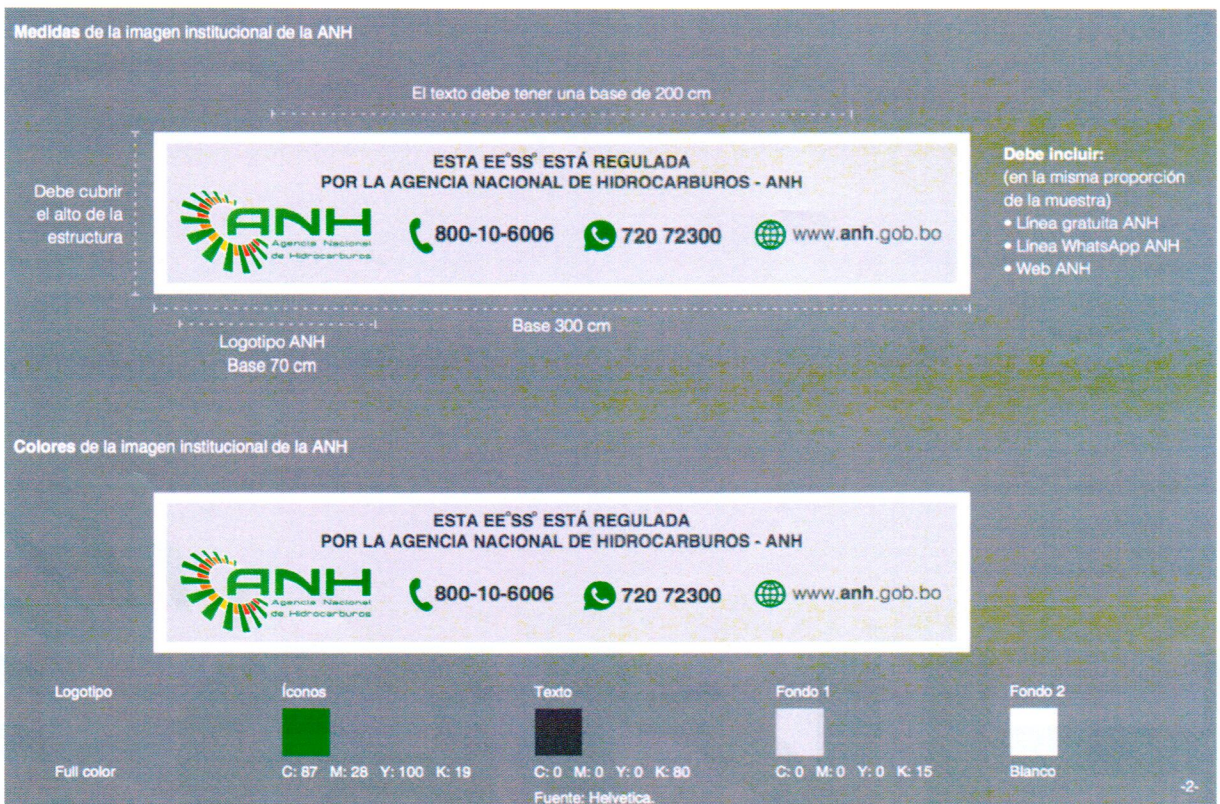 Medidas de la imagen institucional de la ANH
El texto debe tener una base de 200 cm
Debe cubrir
el alto de la
estructura
ESTA EE°SS° ESTÁ REGULADA
POR LA AGENCIA NACIONAL DE HIDROCARBUROS - ANH
ANH
Agencia Nacional
de Hidrocarburos
800-10-6006
720 72300
www.anh.gob.bo
Debe incluir:
(en la misma proporción
de la muestra)
• Línea gratuita ANH
• Línea WhatsApp ANH
• Web ANH
Base 300 cm
Logotipo ANH
Base 70 cm
Colores de la imagen institucional de la ANH
ESTA EE°SS° ESTÁ REGULADA
POR LA AGENCIA NACIONAL DE HIDROCARBUROS - ANH
ANH
Agencia Nacional
de Hidrocarburos
800-10-6006
720 72300
www.anh.gob.bo
Logotipo
Íconos
Texto
Fondo 1
Fondo 2
Full color
C: 87 M: 28 Y: 100 K: 19
C: 0 M: 0 Y: 0 K: 80
C: 0 M: 0 Y: 0 K: 15
Blanco
Fuente: Helvetica.
-2-